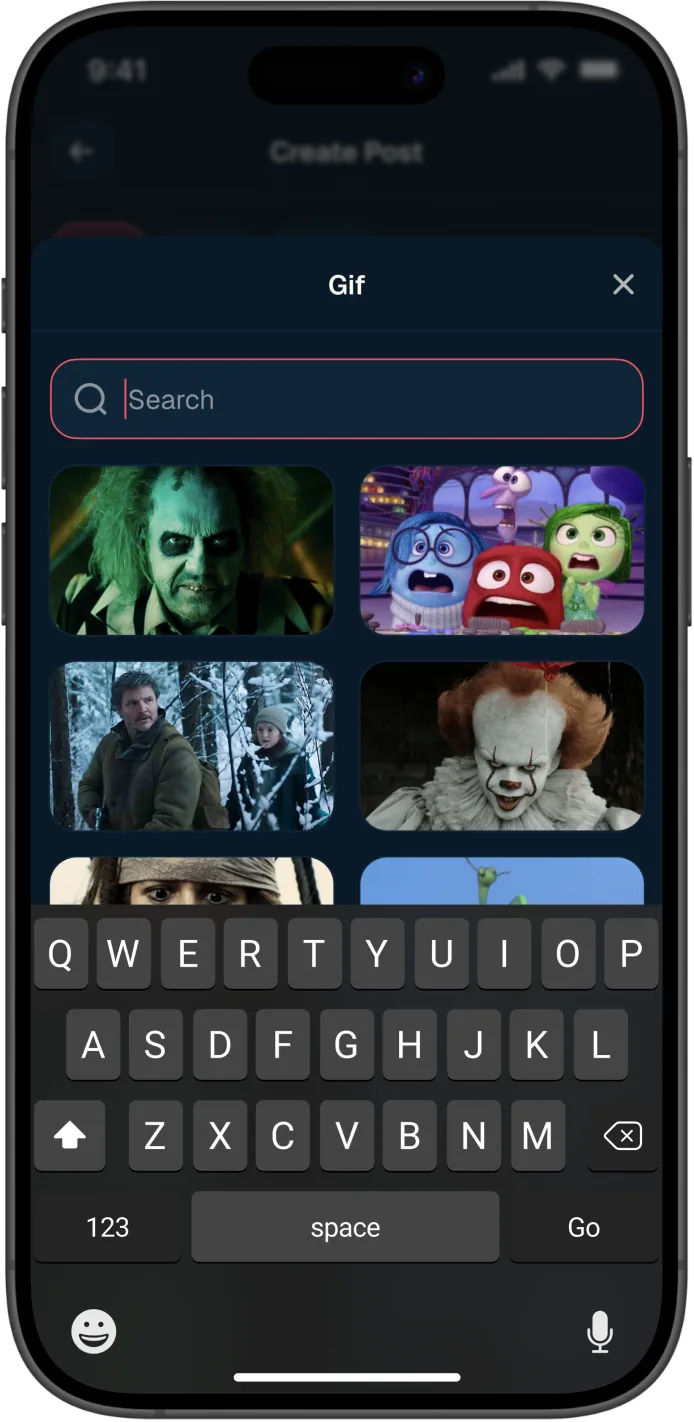 9:41
Create Post
Gif
Search
Q W E R T Y U I O P
A S D F G H J K L
Z X C V B N M
123 space Go